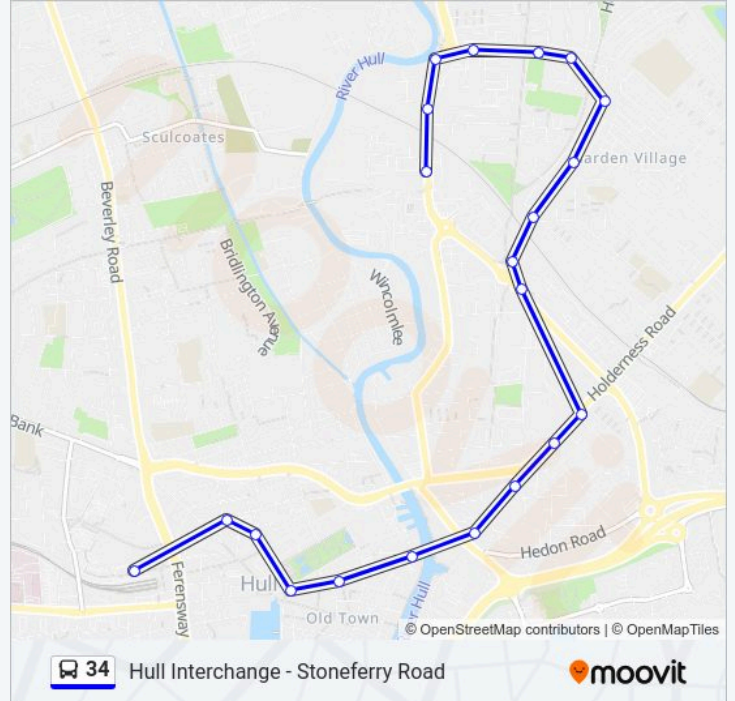 H
River Hull
Sculcoates
arden Village
Beverley Road
Bridlington Avenue
Wincolmlee
Holderness Road
Bank
Hedon Road
Hull
Ferensway
Old Town
r Hull
© OpenStreetMap contributors | © OpenMapTiles
34 Hull Interchange - Stoneferry Road
moovit